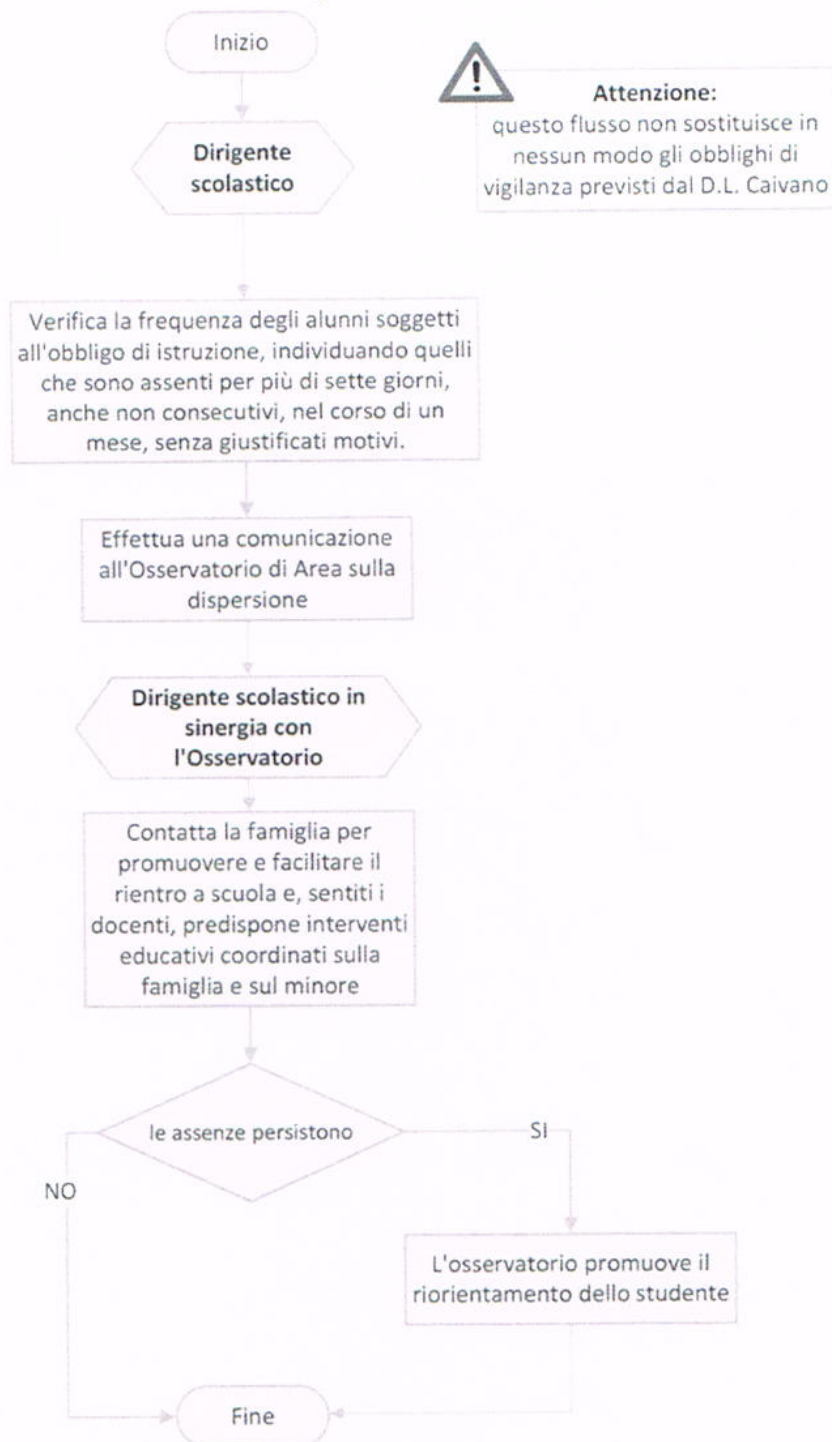 Inizio
Attenzione:
questo flusso non sostituisce in
nessun modo gli obblighi di
vigilanza previsti dal D.L. Caivano
Dirigente
scolastico
Verifica la frequenza degli alunni soggetti
all'obbligo di istruzione, individuando quelli
che sono assenti per più di sette giorni,
anche non consecutivi, nel corso di un
mese, senza giustificati motivi.
Effettua una comunicazione
all'Osservatorio di Area sulla
dispersione
Dirigente scolastico in
sinergia con
l'Osservatorio
Contatta la famiglia per
promuovere e facilitare il
rientro a scuola e, sentiti i
docenti, predispone interventi
educativi coordinati sulla
famiglia e sul minore
le assenze persistono
SI
NO
L'osservatorio promuove il
riorientamento dello studente
Fine